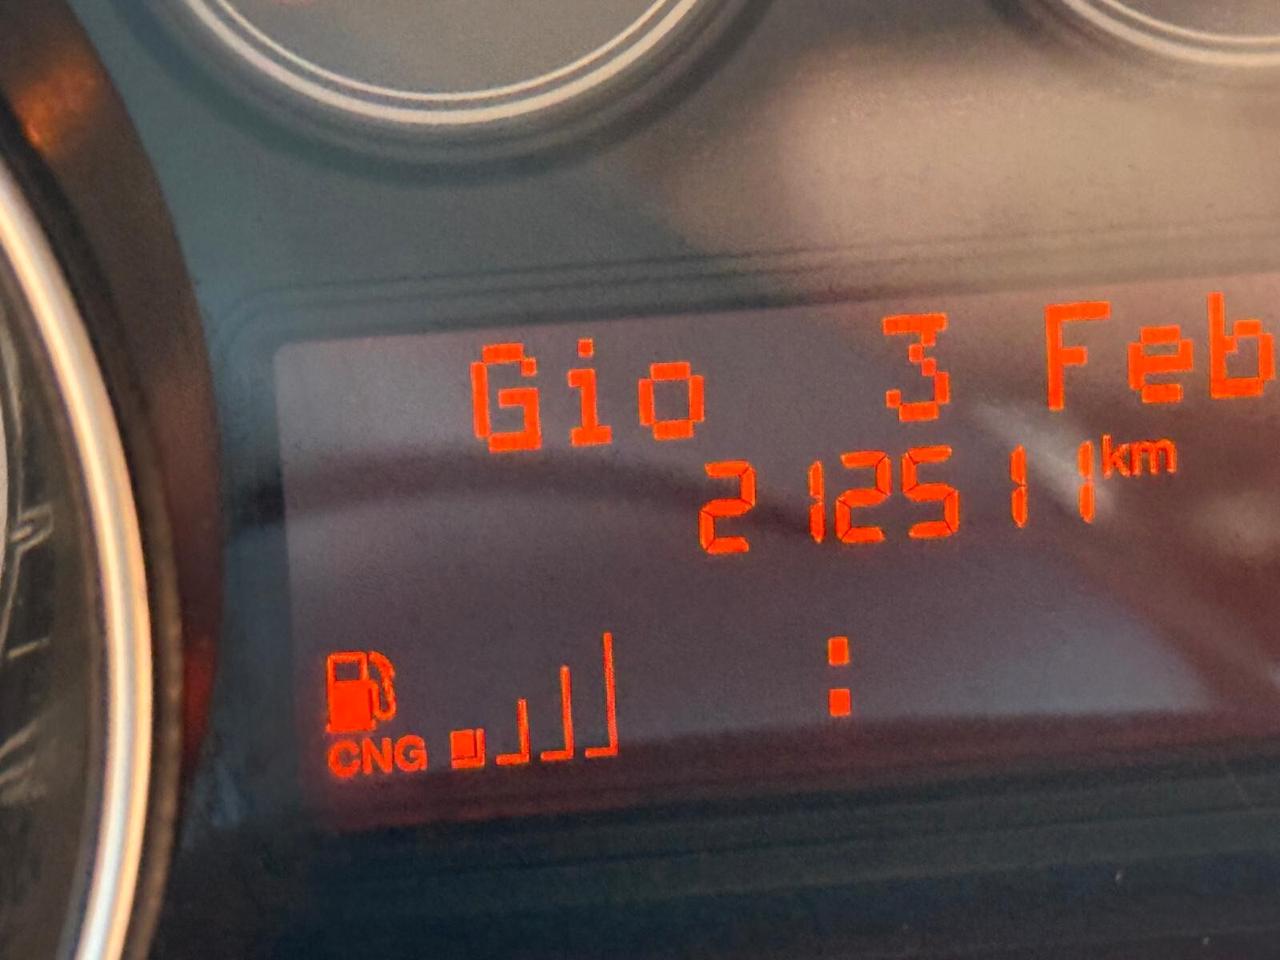 Gio 3 Feb
212511 km
CNG :